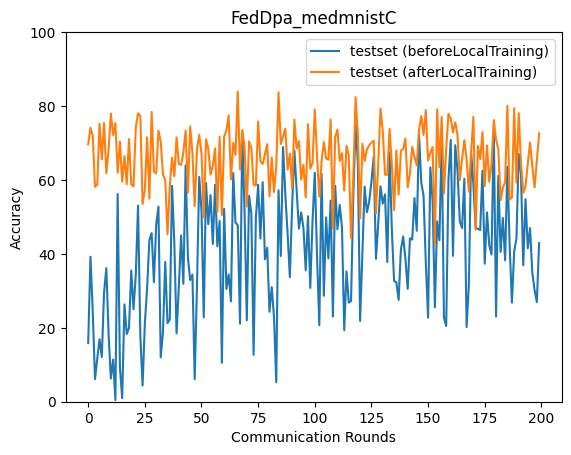 FedDpa_medmnistC
testset (beforeLocalTraining)
testset (afterLocalTraining)
Accuracy
100
80
60
40
20
0
0 25 50 75 100 125 150 175 200
Communication Rounds